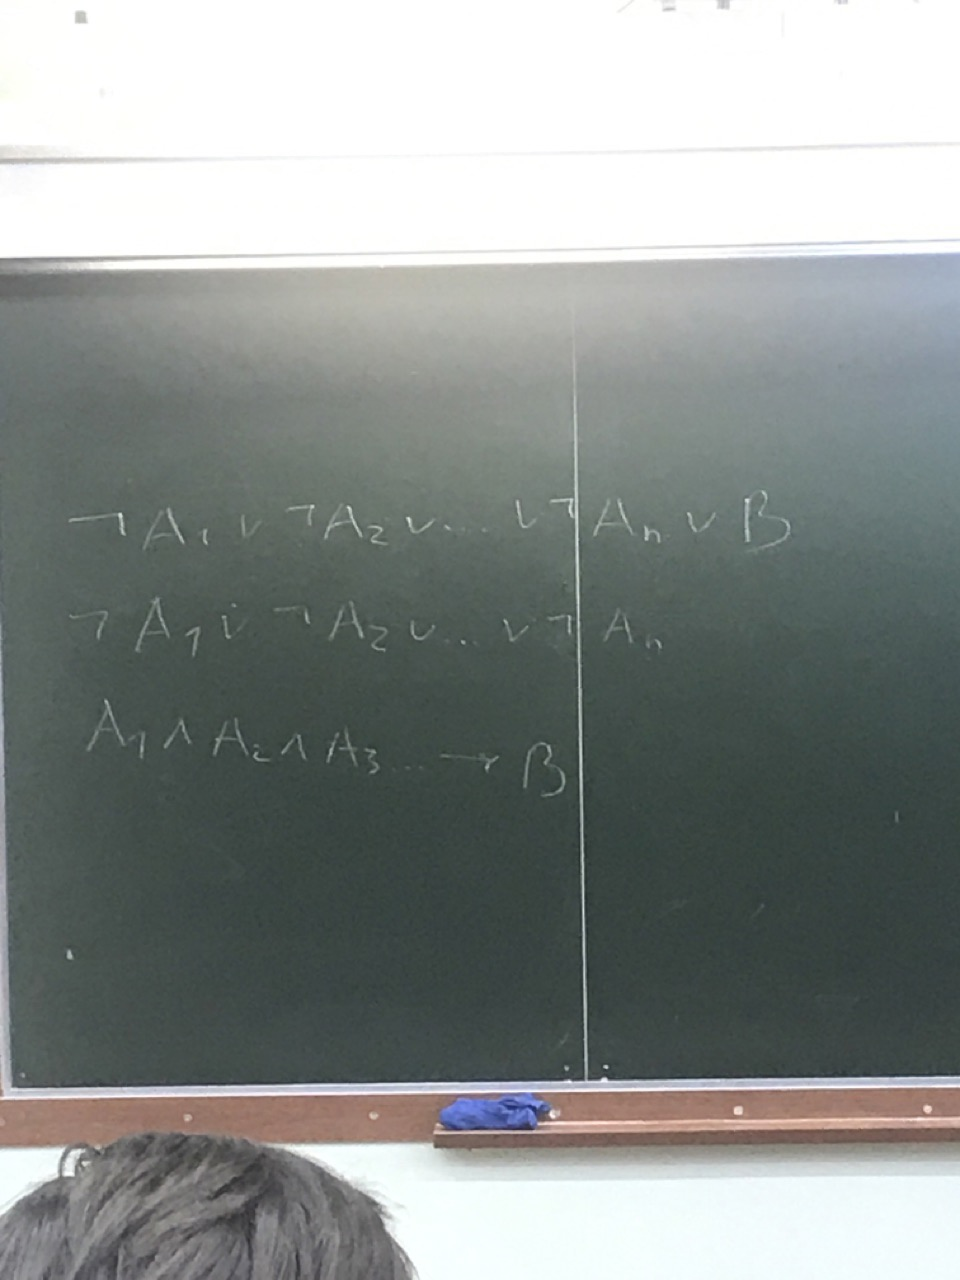 ¬A₁ ∨ ¬A₂ ∨ ... ∨ ¬Aₙ ∨ B
¬A₁ ∨ ¬A₂ ∨ ... ∨ ¬Aₙ
A₁ ∧ A₂ ∧ A₃ ... → B